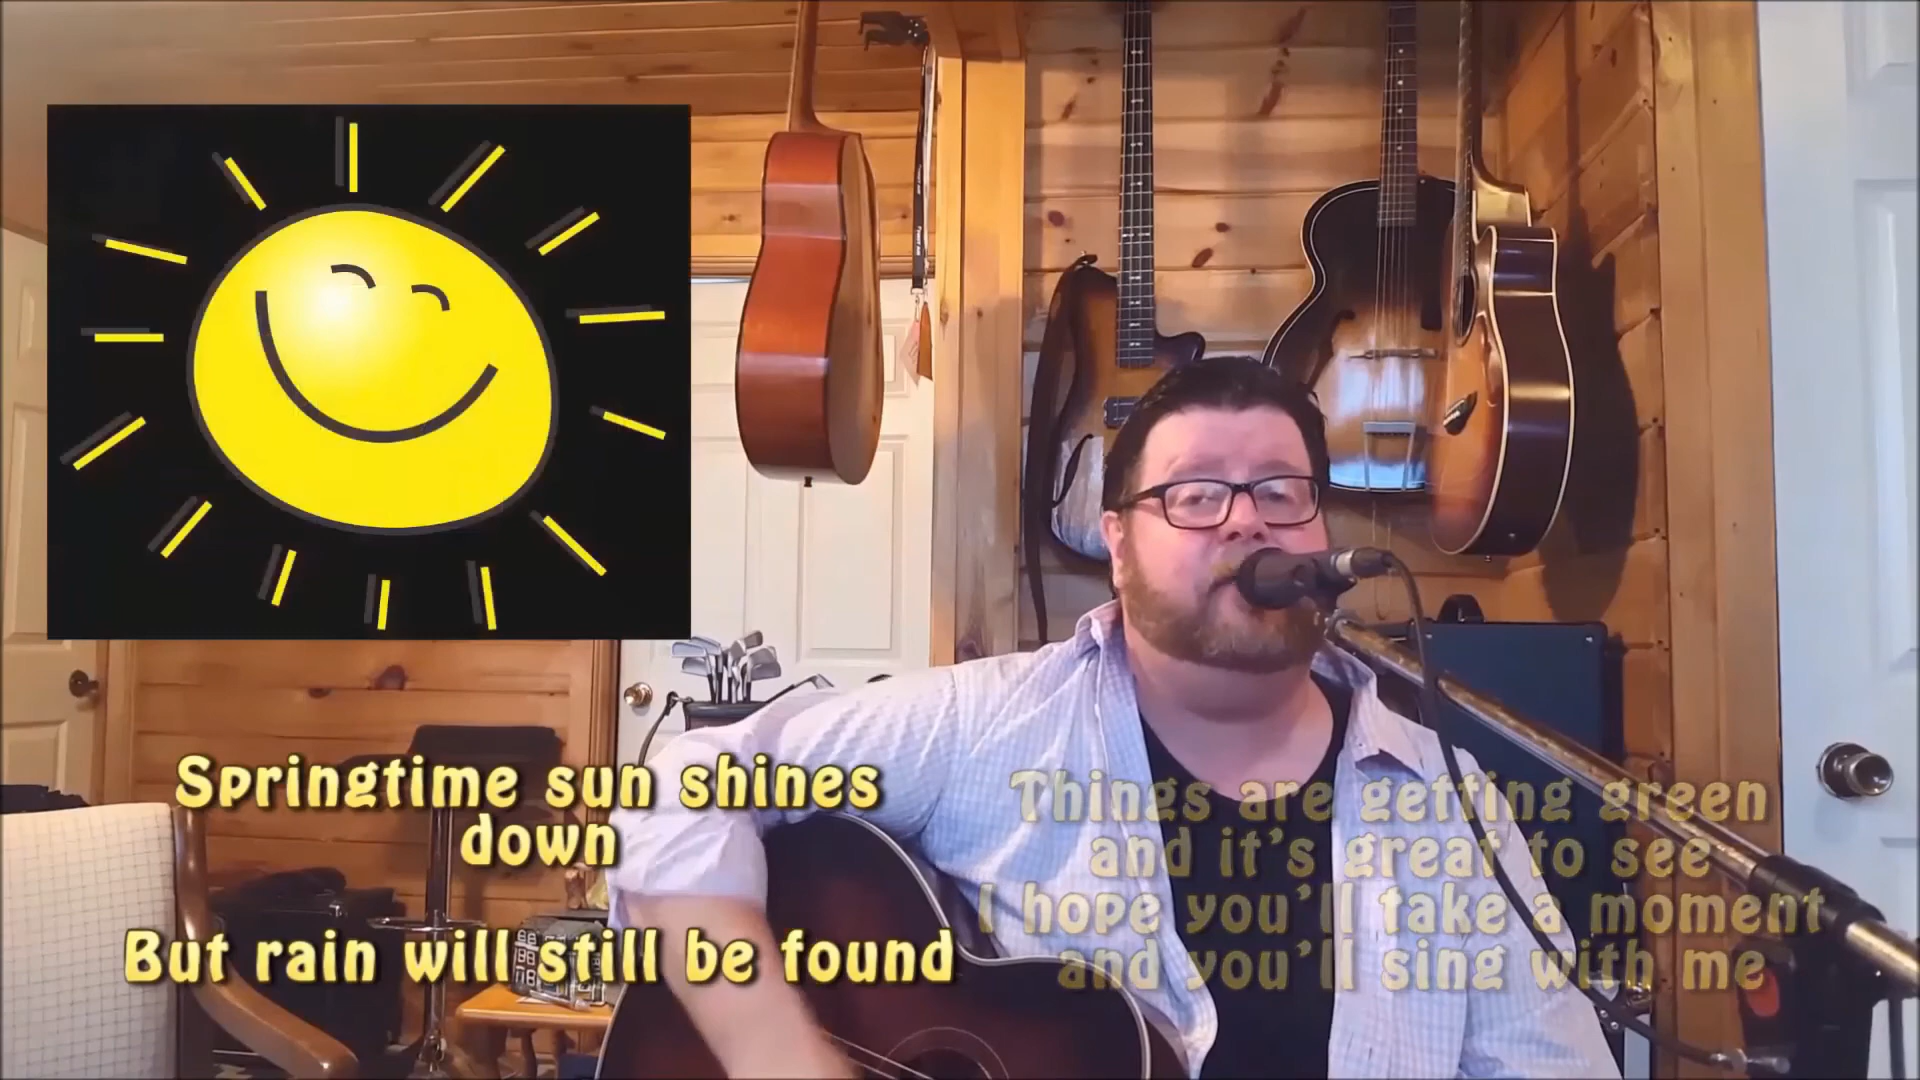 Springtime sun shines
down
But rain will still be found
Things are getting green
and it's great to see
I hope you'll take a moment
and you'll sing with me